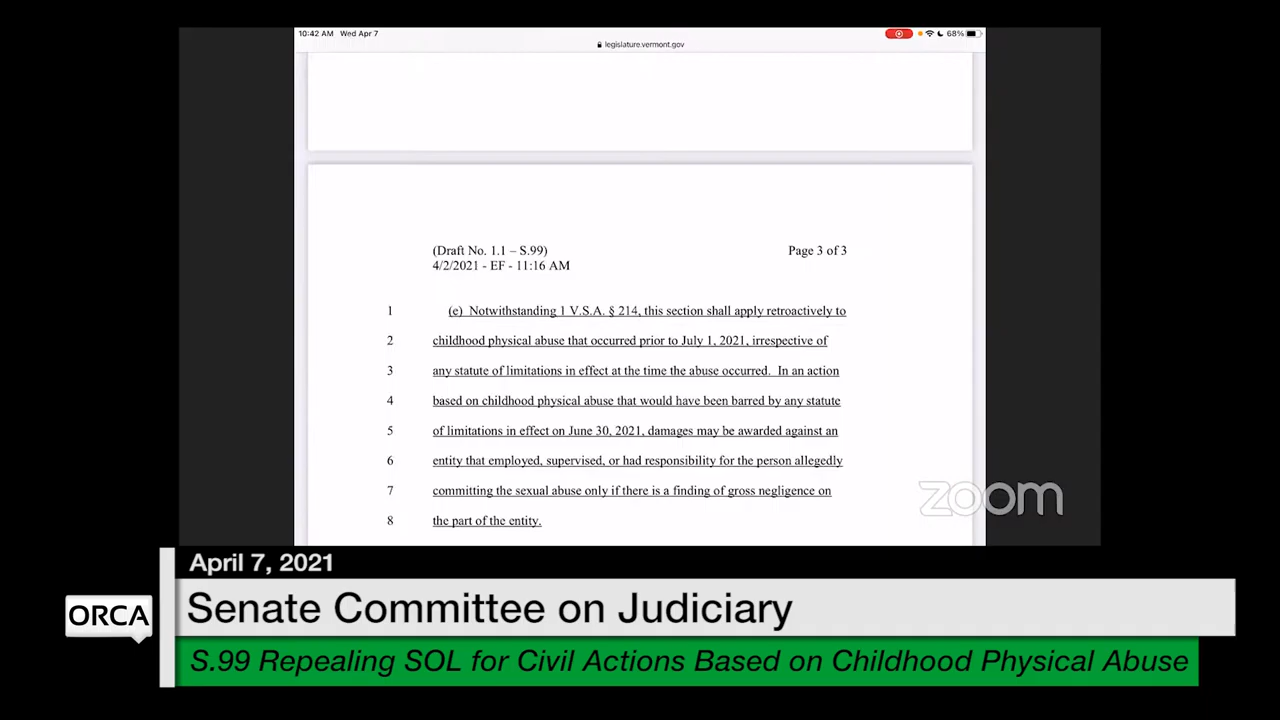 10:42 AM Wed Apr 7
68%
legislature.vermont.gov
(Draft No. 1.1 – S.99)
Page 3 of 3
4/2/2021 - EF - 11:16 AM
1 (e) Notwithstanding 1 V.S.A. § 214, this section shall apply retroactively to
2 childhood physical abuse that occurred prior to July 1, 2021, irrespective of
3 any statute of limitations in effect at the time the abuse occurred. In an action
4 based on childhood physical abuse that would have been barred by any statute
5 of limitations in effect on June 30, 2021, damages may be awarded against an
6 entity that employed, supervised, or had responsibility for the person allegedly
7 committing the sexual abuse only if there is a finding of gross negligence on
8 the part of the entity.
zoom
April 7, 2021
ORCA
Senate Committee on Judiciary
S.99 Repealing SOL for Civil Actions Based on Childhood Physical Abuse